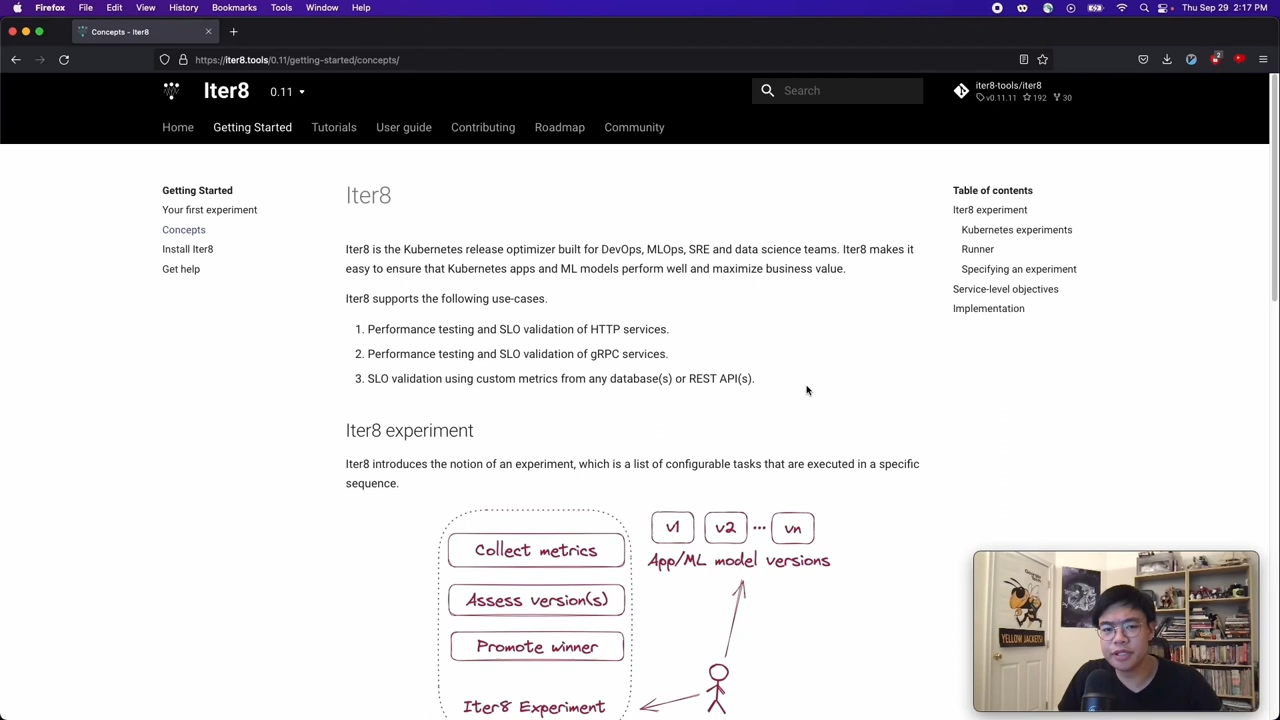 Firefox File Edit View History Bookmarks Tools Window Help
Thu Sep 29 2:17 PM
Concepts - Iter8
https://iter8.tools/0.11/getting-started/concepts/
2
Iter8
0.11
Search
iter8-tools/iter8
v0.11.11 192 30
Home Getting Started Tutorials User guide Contributing Roadmap Community
Getting Started
Your first experiment
Concepts
Install Iter8
Get help
Iter8
Iter8 is the Kubernetes release optimizer built for DevOps, MLOps, SRE and data science teams. Iter8 makes it
easy to ensure that Kubernetes apps and ML models perform well and maximize business value.
Iter8 supports the following use-cases.
1. Performance testing and SLO validation of HTTP services.
2. Performance testing and SLO validation of gRPC services.
3. SLO validation using custom metrics from any database(s) or REST API(s).
Iter8 experiment
Iter8 introduces the notion of an experiment, which is a list of configurable tasks that are executed in a specific
sequence.
Collect metrics
Assess version(s)
Promote winner
Iter8 Experiment
v1 v2 ... vn
App/ML model versions
Table of contents
Iter8 experiment
Kubernetes experiments
Runner
Specifying an experiment
Service-level objectives
Implementation
YELLOW JACKETS